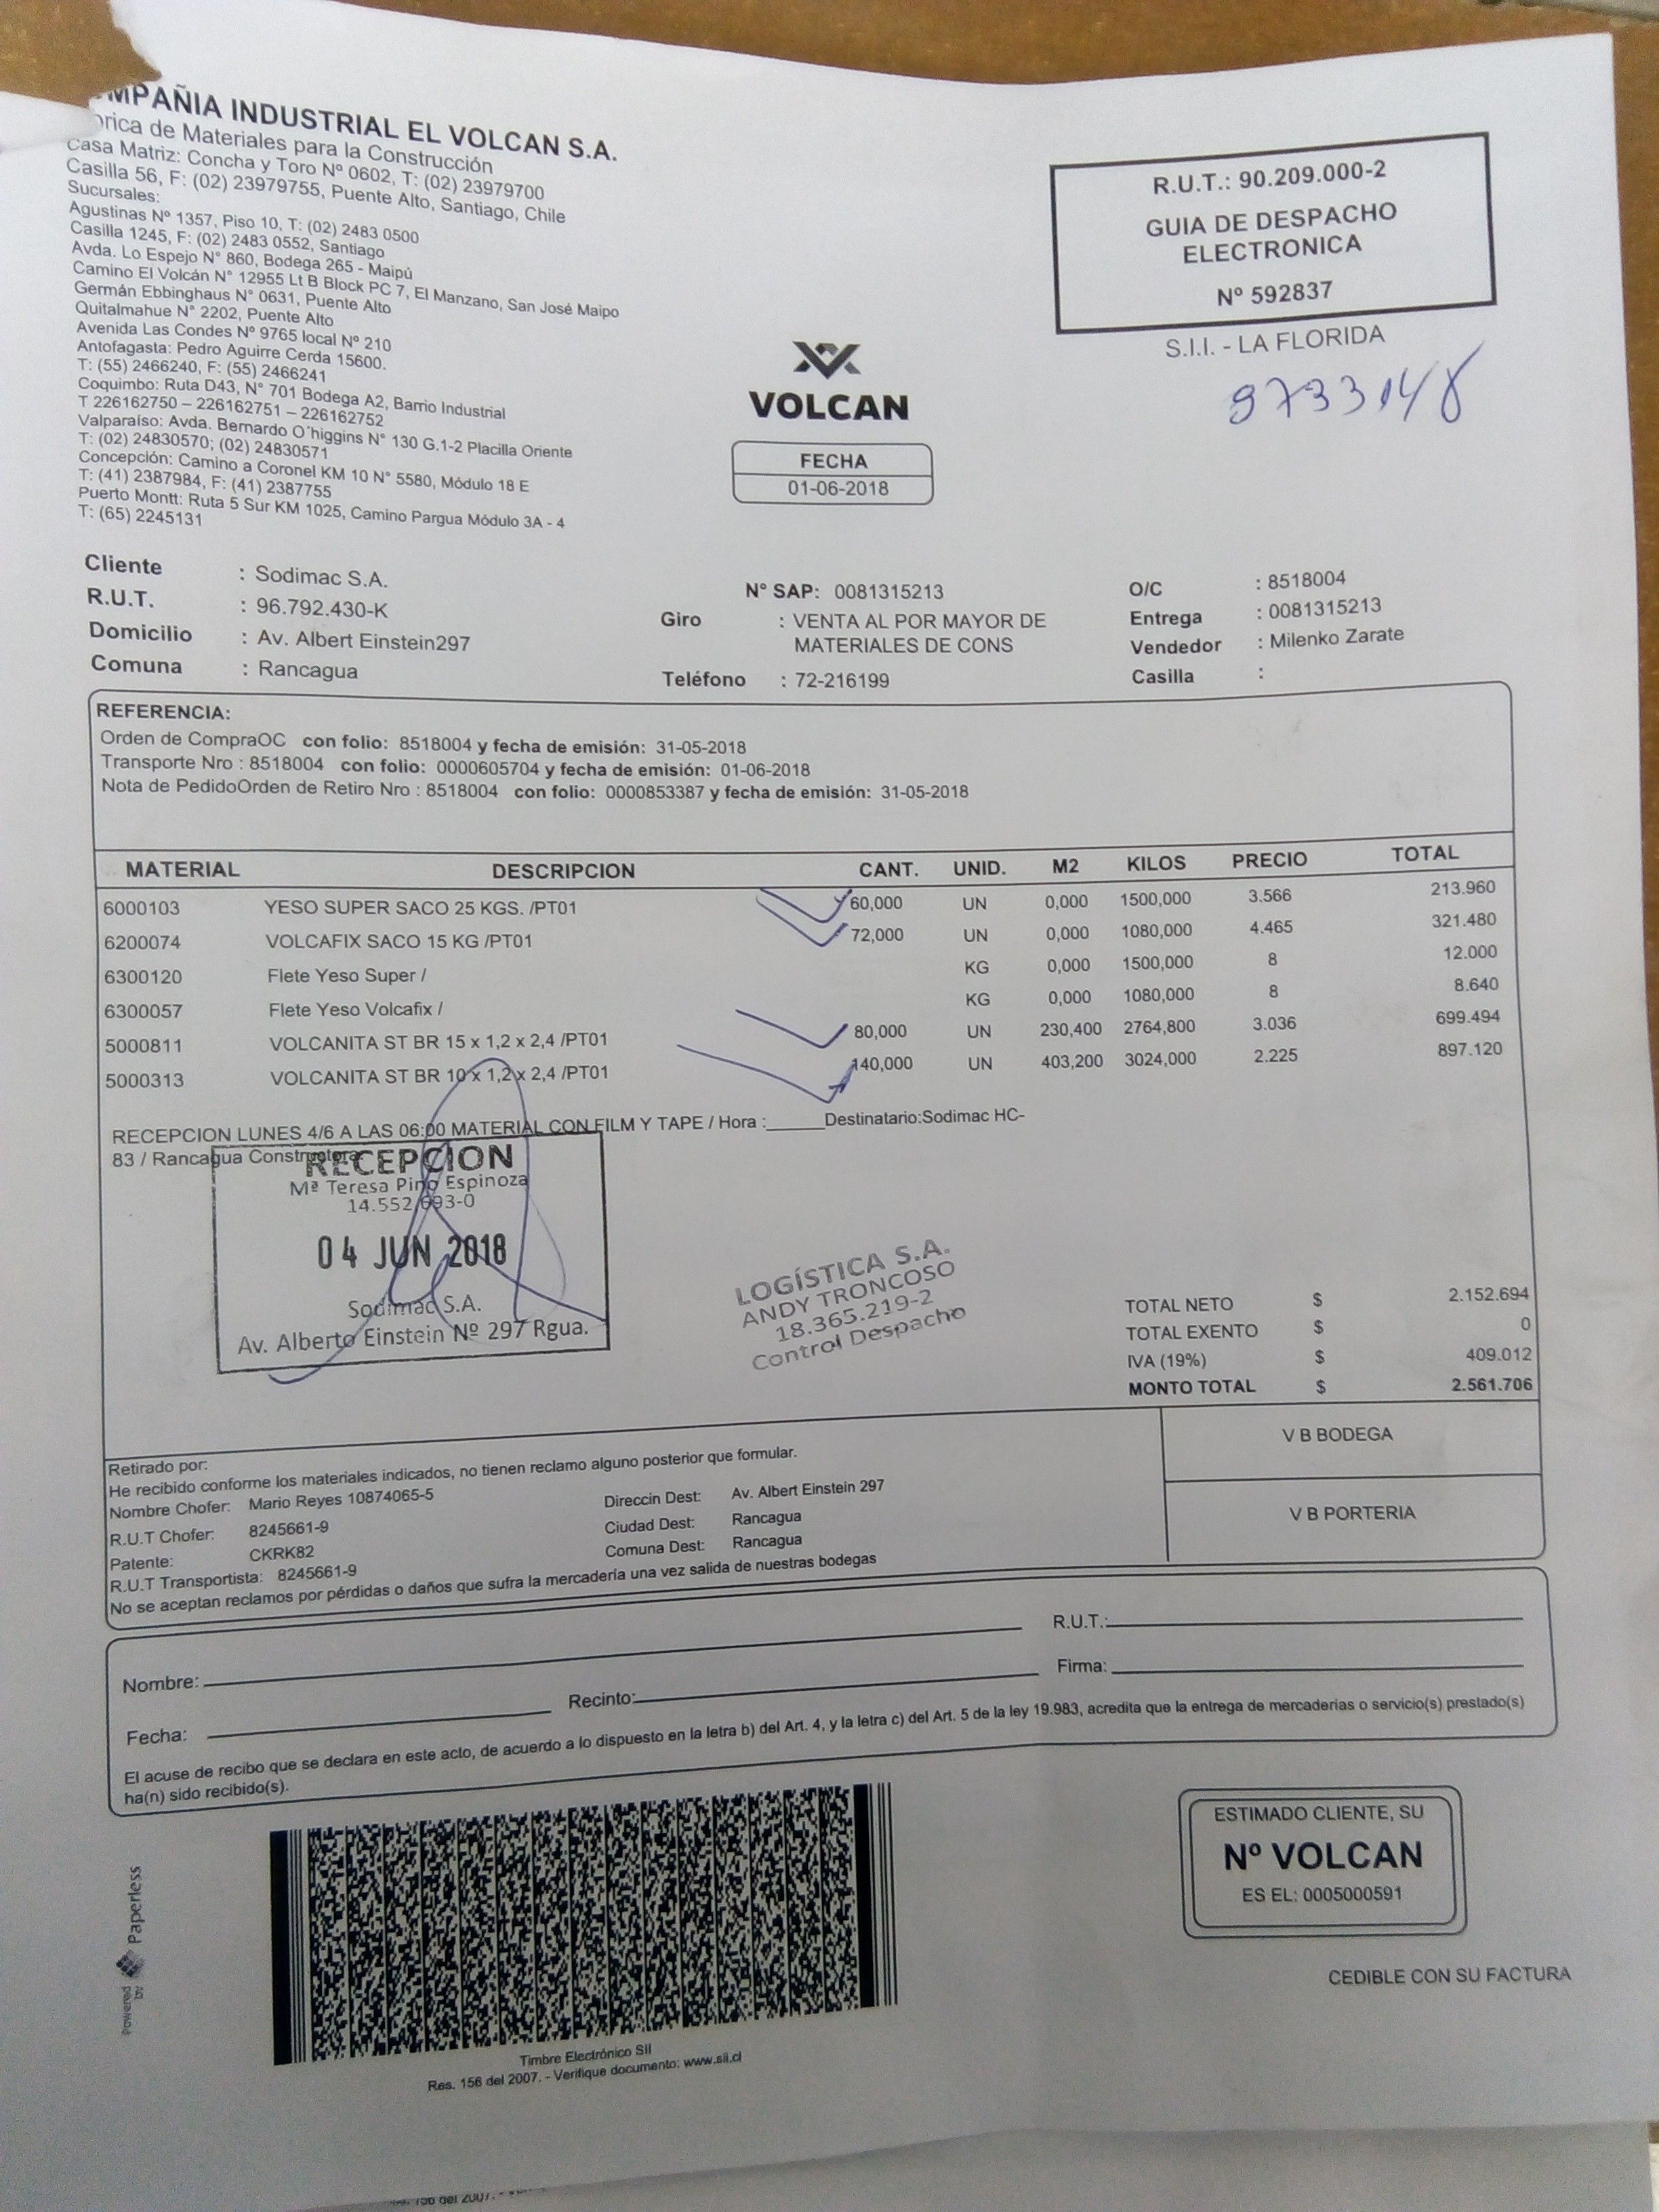 MPAÑIA INDUSTRIAL EL VOLCAN S.A.
brica de Materiales para la Construcción
Casa Matriz: Concha y Toro Nº 0602, T: (02) 23979700
Casilla 56, F: (02) 23979755, Puente Alto, Santiago, Chile
Sucursales:
Agustinas Nº 1357, Piso 10, T: (02) 2483 0500
Casilla 1245, F: (02) 2483 0552, Santiago
Avda. Lo Espejo N° 860, Bodega 265 - Maipú
Camino El Volcán N° 12955 Lt B Block PC 7, El Manzano, San José Maipo
Germán Ebbinghaus N° 0631, Puente Alto
Quitalmahue N° 2202, Puente Alto
Avenida Las Condes Nº 9765 local Nº 210
Antofagasta: Pedro Aguirre Cerda 15600.
T: (55) 2466240, F: (55) 2466241
Coquimbo: Ruta D43, N° 701 Bodega A2, Barrio Industrial
T 226162750 – 226162751 – 226162752
Valparaíso: Avda. Bernardo O´higgins N° 130 G.1-2 Placilla Oriente
T: (02) 24830570; (02) 24830571
Concepción: Camino a Coronel KM 10 N° 5580, Módulo 18 E
T: (41) 2387984, F: (41) 2387755
Puerto Montt: Ruta 5 Sur KM 1025, Camino Pargua Módulo 3A - 4
T: (65) 2245131
VOLCAN
FECHA
01-06-2018
R.U.T.: 90.209.000-2
GUIA DE DESPACHO
ELECTRONICA
Nº 592837
S.I.I. - LA FLORIDA
9733148
Cliente : Sodimac S.A.
R.U.T. : 96.792.430-K
Domicilio : Av. Albert Einstein297
Comuna : Rancagua
N° SAP: 0081315213
Giro : VENTA AL POR MAYOR DE
MATERIALES DE CONS
Teléfono : 72-216199
O/C : 8518004
Entrega : 0081315213
Vendedor : Milenko Zarate
Casilla :
REFERENCIA:
Orden de CompraOC con folio: 8518004 y fecha de emisión: 31-05-2018
Transporte Nro : 8518004 con folio: 0000605704 y fecha de emisión: 01-06-2018
Nota de PedidoOrden de Retiro Nro : 8518004 con folio: 0000853387 y fecha de emisión: 31-05-2018
MATERIAL DESCRIPCION CANT. UNID. M2 KILOS PRECIO TOTAL
6000103 YESO SUPER SACO 25 KGS. /PT01 60,000 UN 0,000 1500,000 3.566 213.960
6200074 VOLCAFIX SACO 15 KG /PT01 72,000 UN 0,000 1080,000 4.465 321.480
6300120 Flete Yeso Super / KG 0,000 1500,000 8 12.000
6300057 Flete Yeso Volcafix / KG 0,000 1080,000 8 8.640
5000811 VOLCANITA ST BR 15 x 1,2 x 2,4 /PT01 80,000 UN 230,400 2764,800 3.036 699.494
5000313 VOLCANITA ST BR 10 x 1,2 x 2,4 /PT01 140,000 UN 403,200 3024,000 2.225 897.120
RECEPCION LUNES 4/6 A LAS 06:00 MATERIAL CON FILM Y TAPE / Hora :______Destinatario:Sodimac HC-
83 / Rancagua Constructora
RECEPCION
Mª Teresa Pino Espinoza
14.552.693-0
04 JUN 2018
Sodimac S.A.
Av. Alberto Einstein Nº 297 Rgua.
LOGÍSTICA S.A.
ANDY TRONCOSO
18.365.219-2
Control Despacho
TOTAL NETO $ 2.152.694
TOTAL EXENTO $ 0
IVA (19%) $ 409.012
MONTO TOTAL $ 2.561.706
V B BODEGA
V B PORTERIA
Retirado por:
He recibido conforme los materiales indicados, no tienen reclamo alguno posterior que formular.
Nombre Chofer: Mario Reyes 10874065-5
R.U.T Chofer: 8245661-9
Patente: CKRK82
R.U.T Transportista: 8245661-9
Direccin Dest: Av. Albert Einstein 297
Ciudad Dest: Rancagua
Comuna Dest: Rancagua
No se aceptan reclamos por pérdidas o daños que sufra la mercadería una vez salida de nuestras bodegas
Nombre: R.U.T.:
Fecha: Recinto: Firma:
El acuse de recibo que se declara en este acto, de acuerdo a lo dispuesto en la letra b) del Art. 4, y la letra c) del Art. 5 de la ley 19.983, acredita que la entrega de mercaderias o servicio(s) prestado(s)
ha(n) sido recibido(s).
Powered by Paperless
Timbre Electrónico SII
Res. 156 del 2007. - Verifique documento: www.sii.cl
ESTIMADO CLIENTE, SU
Nº VOLCAN
ES EL: 0005000591
CEDIBLE CON SU FACTURA
156 del 2007. -